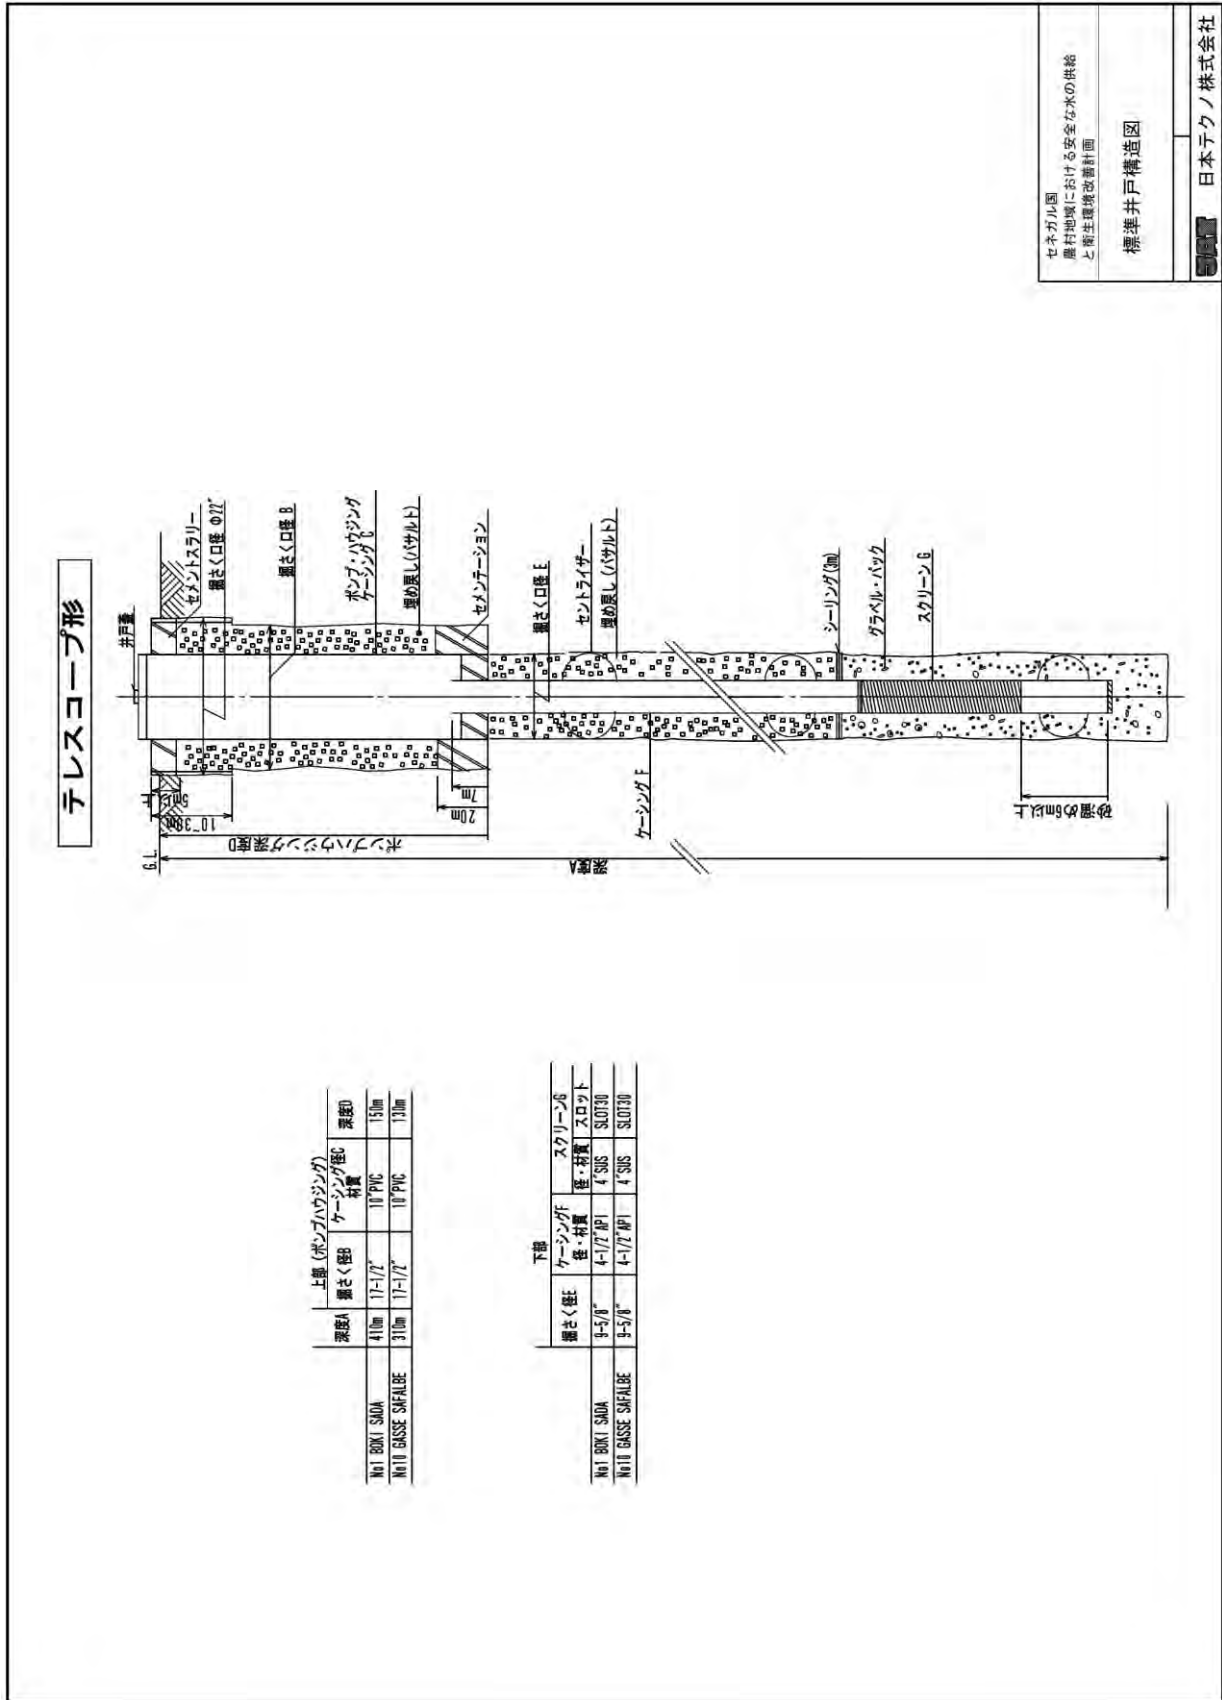 テレスコープ形
井戸蓋
セメントスラリー
掘さく口径 Φ22"
掘さく口径 B
ポンプ・ハウジング
ケーシング C
埋め戻し(バサルト)
セメンテーション
掘さく口径 E
セントライザー
埋め戻し (バサルト)
シーリング(3m)
グラベル・パック
スクリーン G
G.L.
5m以上
ポンプハウジング深度D
20m
7m
深度A
ケーシング F
砂溜め6m以上
上部 (ポンプハウジング)
深度A 掘さく径B ケーシング径C 材質 深度D
No1 BOKI SADA 410m 17-1/2" 10"PVC 150m
No10 GASSE SAFALBE 310m 17-1/2" 10"PVC 130m
下部
掘さく径E ケーシングF 径・材質 スクリーンG 径・材質 スロット
No1 BOKI SADA 9-5/8" 4-1/2"API 4"SUS SLOT30
No10 GASSE SAFALBE 9-5/8" 4-1/2"API 4"SUS SLOT30
セネガル国
農村地域における安全な水の供給
と衛生環境改善計画
標準井戸構造図
日本テクノ株式会社